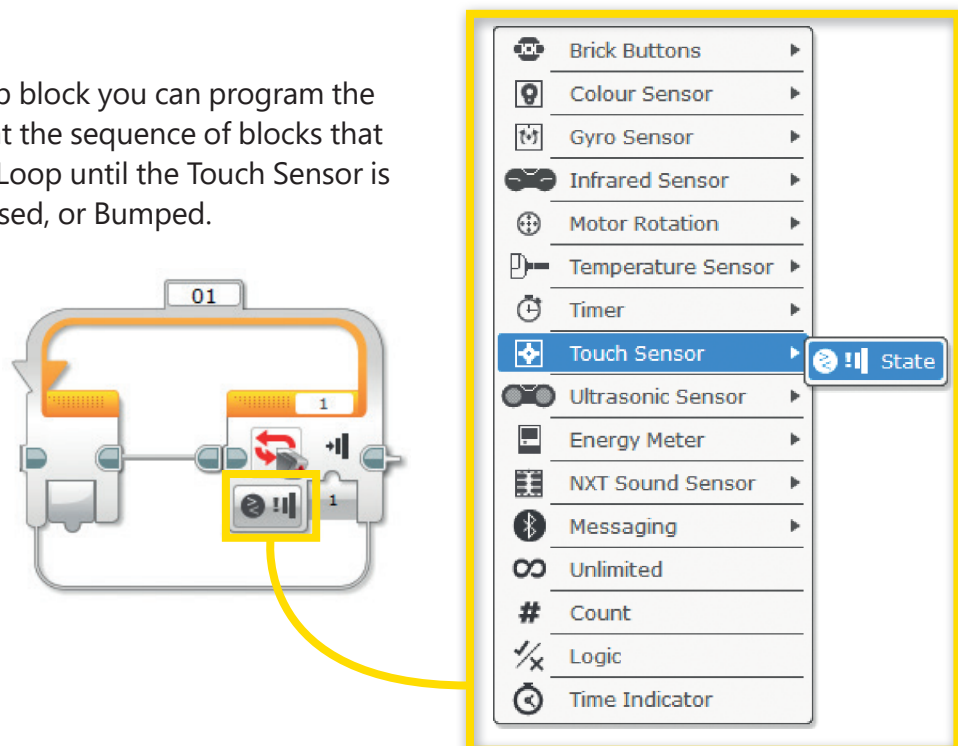 p block you can program the
at the sequence of blocks that
Loop until the Touch Sensor is
sed, or Bumped.
01
1
1
Brick Buttons
Colour Sensor
Gyro Sensor
Infrared Sensor
Motor Rotation
Temperature Sensor
Timer
Touch Sensor
State
Ultrasonic Sensor
Energy Meter
NXT Sound Sensor
Messaging
Unlimited
# Count
Logic
Time Indicator